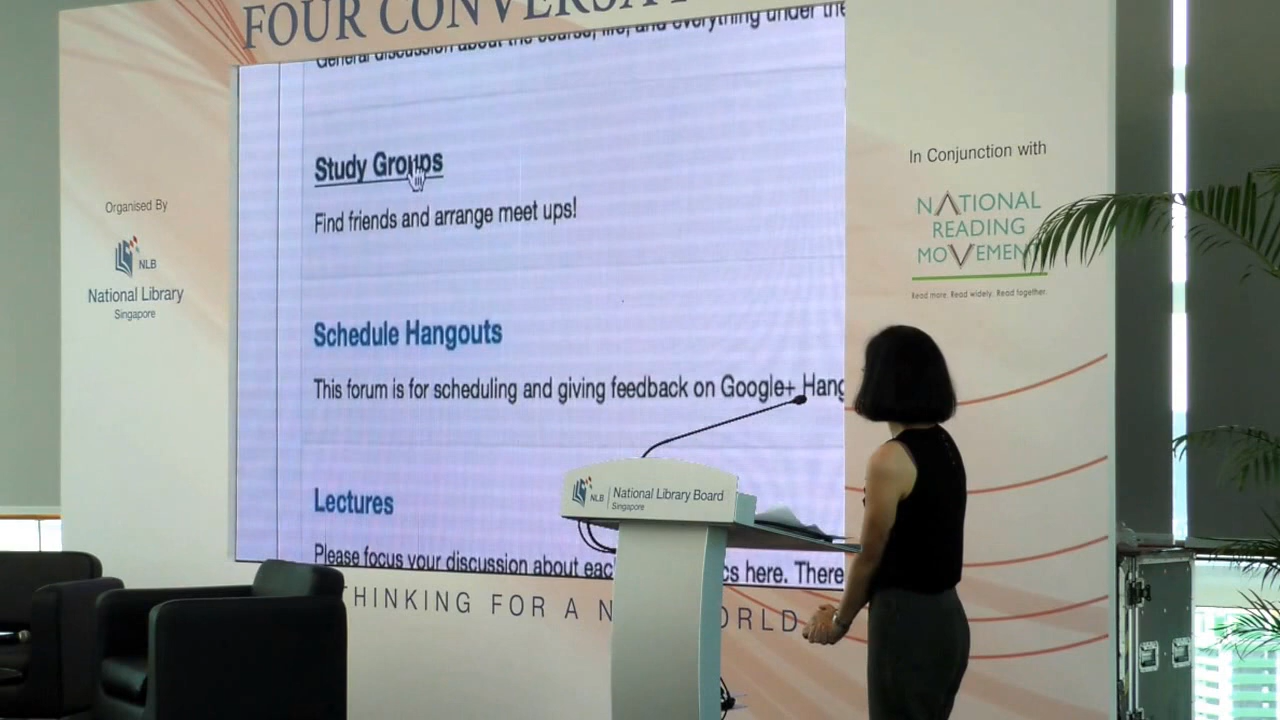 FOUR
General discussion about the course, life, and everything under the
Study Groups
Find friends and arrange meet ups!
Schedule Hangouts
This forum is for scheduling and giving feedback on Google+ Hang
Lectures
Please focus your discussion about eac
cs here. There
THINKING FOR A N
ORLD
Organised By
NLB
National Library
Singapore
In Conjunction with
NATIONAL
READING
MOVEMENT
Read more. Read widely. Read together.
NLB
National Library Board
Singapore